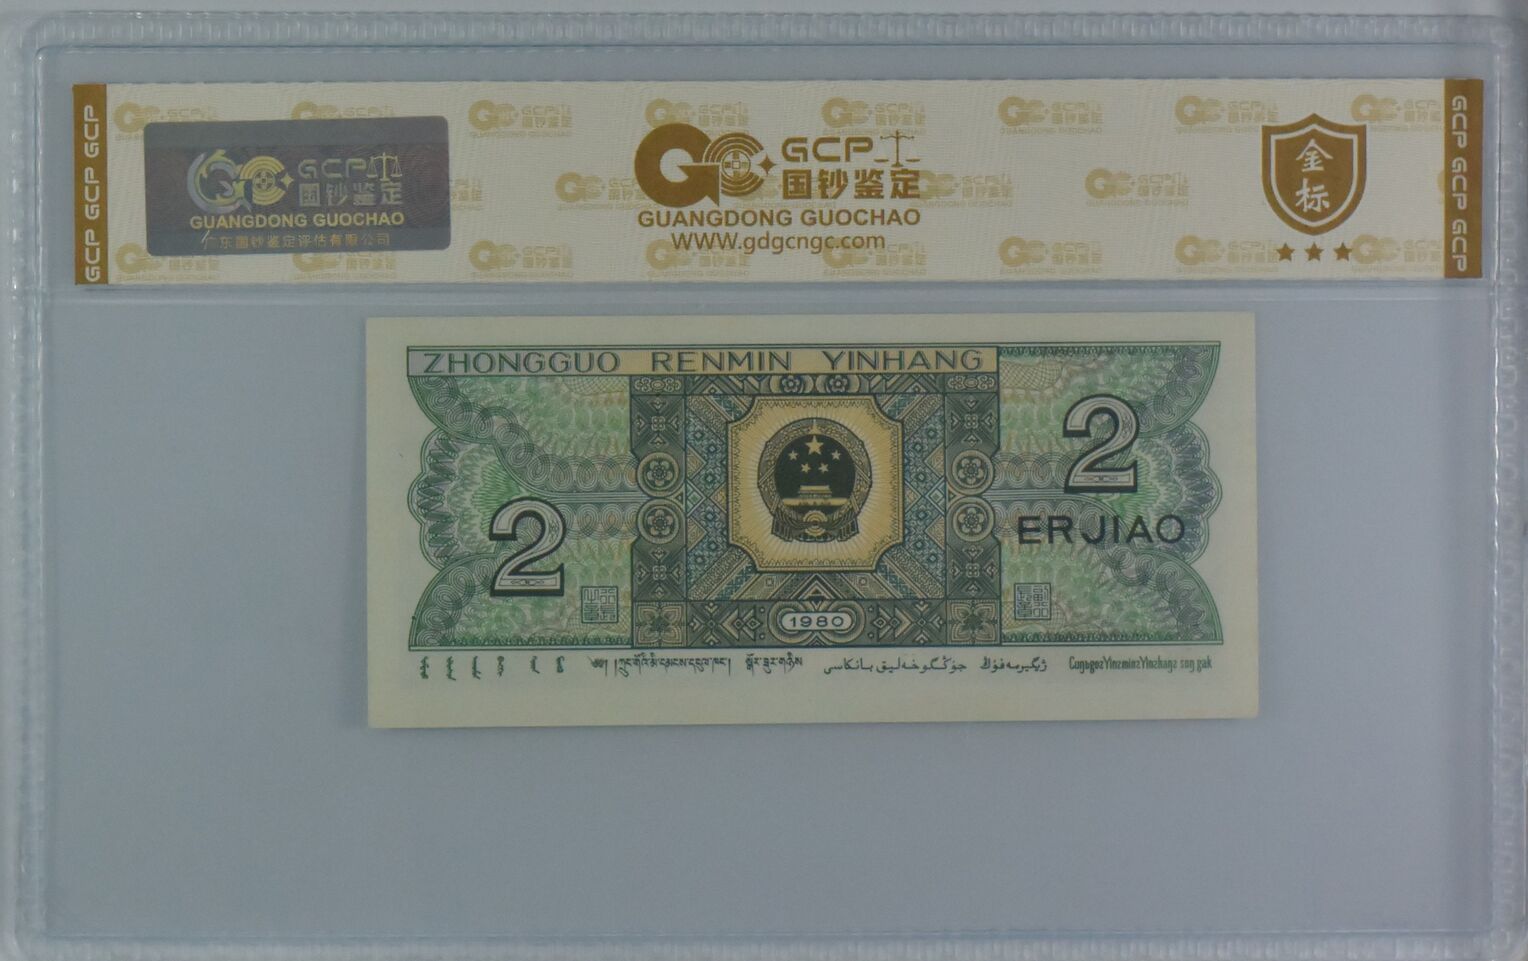 GCP GCP GCP
GCP
国钞鉴定
GUANGDONG GUOCHAO
广东国钞鉴定评估有限公司
GCP
国钞鉴定
GUANGDONG GUOCHAO
WWW.gdgcngc.com
金标
GCP GCP GCP
ZHONGGUO RENMIN YINHANG
2
2
ERJIAO
1980